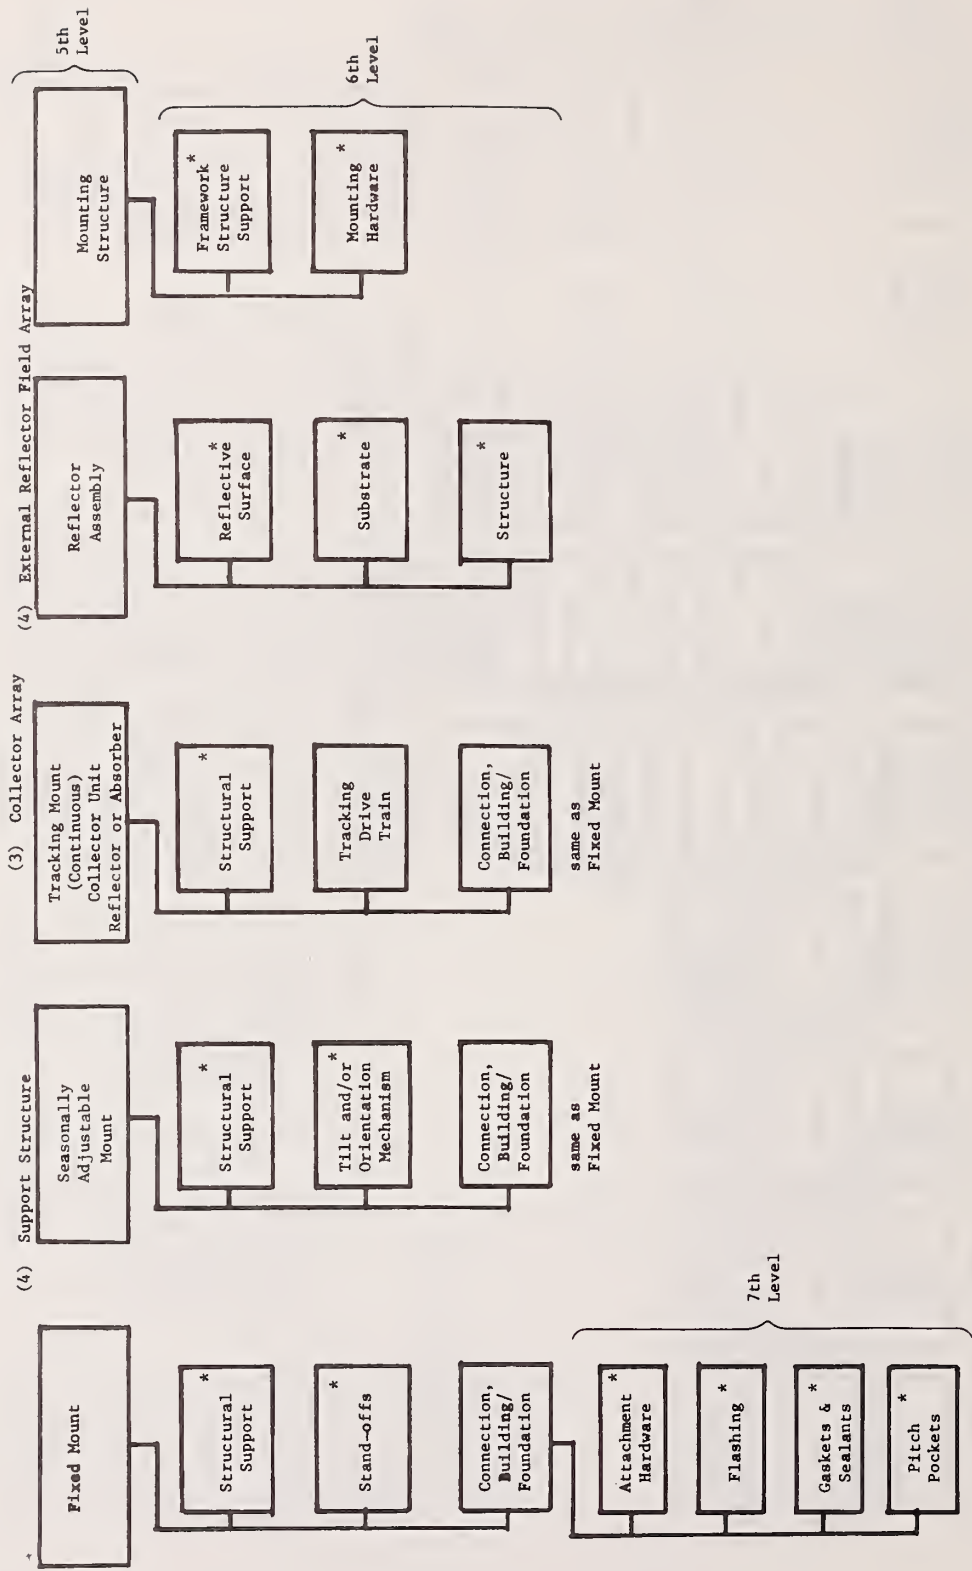 (3) Collector Array
(4) Support Structure
(4) External Reflector Field Array
Fixed Mount
Seasonally
Adjustable
Mount
Tracking Mount
(Continuous)
Collector Unit
Reflector or Absorber
Reflector
Assembly
Mounting
Structure
5th
Level
*
Structural
Support
*
Stand-offs
Connection,
Building/
Foundation
*
Structural
Support
Tilt and/or
*
Orientation
Mechanism
Connection,
Building/
Foundation
same as
Fixed Mount
*
Structural
Support
Tracking
Drive
Train
Connection,
Building/
Foundation
same as
Fixed Mount
*
Reflective
Surface
*
Substrate
*
Structure
*
Framework
Structure
Support
*
Mounting
Hardware
6th
Level
*
Attachment
Hardware
*
Flashing
*
Gaskets &
Sealants
*
Pitch
Pockets
7th
Level